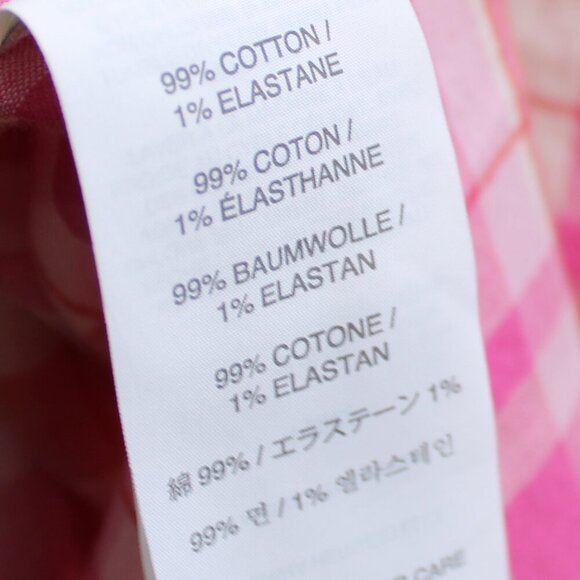 99% COTTON /
1% ELASTANE
99% COTON /
1% ÉLASTHANNE
99% BAUMWOLLE /
1% ELASTAN
99% COTONE /
1% ELASTAN
綿 99% / エラステーン 1%
99% 면 / 1% 엘라스테인
CARE